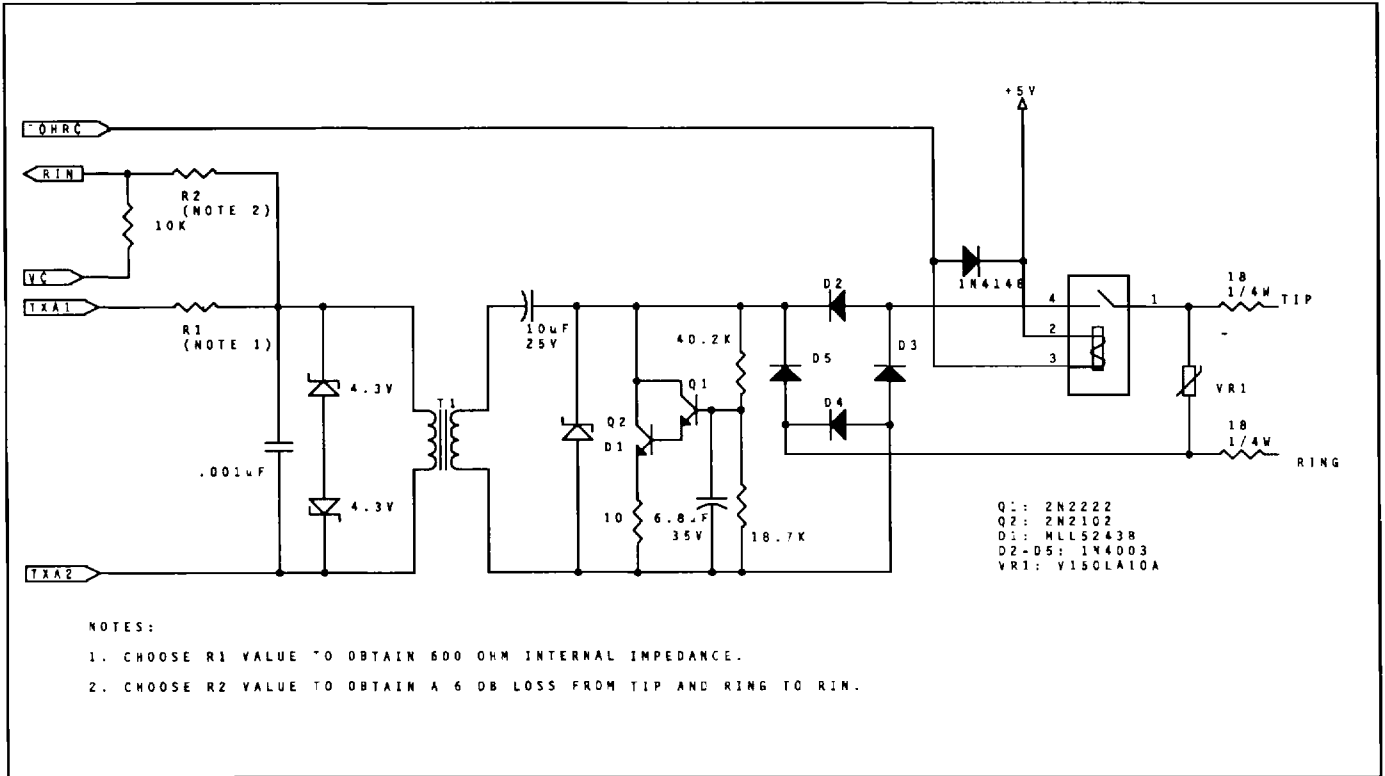 +5V
~OHRC
RIN
R2
(NOTE 2)
10K
VC
TXA1
R1
(NOTE 1)
4.3V
.001uF
4.3V
TXA2
T1
10uF
25V
40.2K
Q1
Q2
D1
10
6.8uF
35V
18.7K
D2
D5
D3
D4
1N4148
4
1
2
3
18
1/4W
TIP
VR1
18
1/4W
RING
Q1: 2N2222
Q2: 2N2102
D1: MLL5243B
D2-D5: 1N4003
VR1: V150LA10A
NOTES:
1. CHOOSE R1 VALUE TO OBTAIN 600 OHM INTERNAL IMPEDANCE.
2. CHOOSE R2 VALUE TO OBTAIN A 6 DB LOSS FROM TIP AND RING TO RIN.